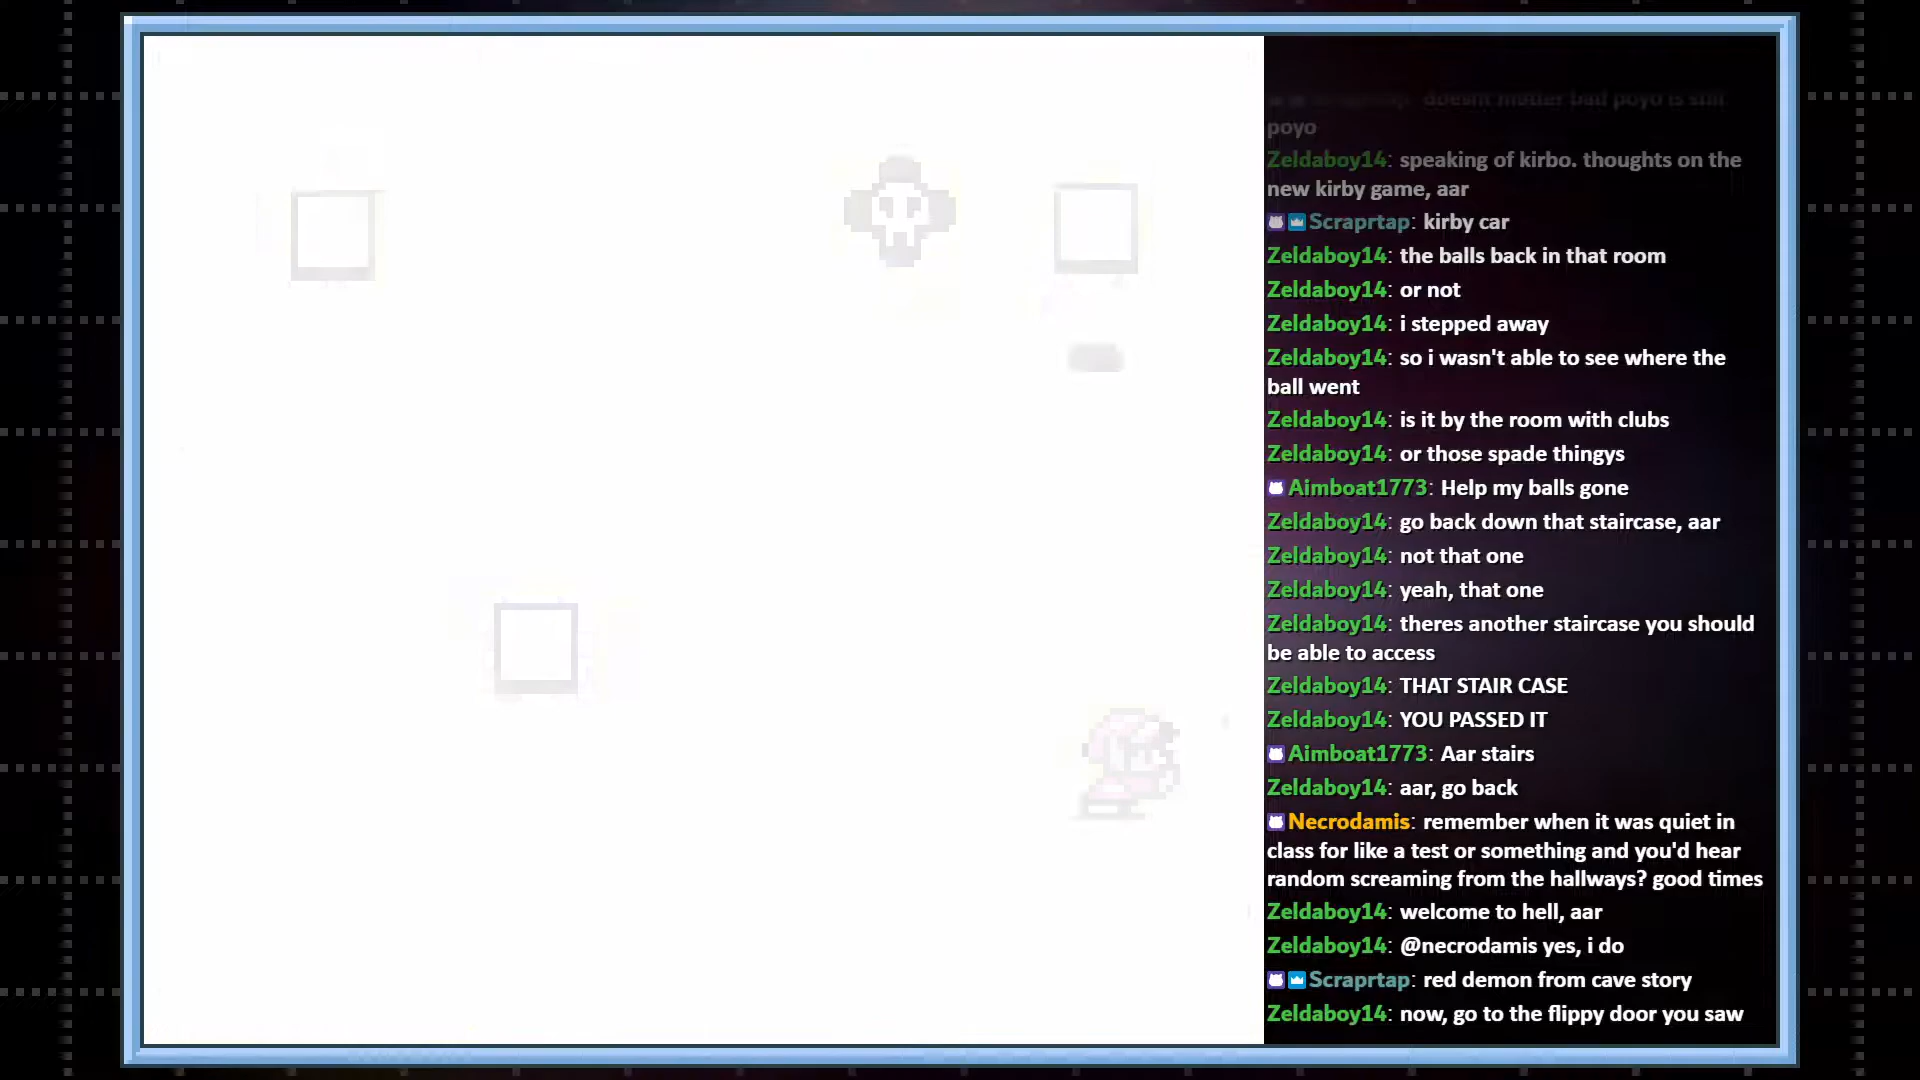 doesnt matter bad poyo is still
poyo
Zeldaboy14: speaking of kirbo. thoughts on the
new kirby game, aar
Scraprtap: kirby car
Zeldaboy14: the balls back in that room
Zeldaboy14: or not
Zeldaboy14: i stepped away
Zeldaboy14: so i wasn't able to see where the
ball went
Zeldaboy14: is it by the room with clubs
Zeldaboy14: or those spade thingys
Aimboat1773: Help my balls gone
Zeldaboy14: go back down that staircase, aar
Zeldaboy14: not that one
Zeldaboy14: yeah, that one
Zeldaboy14: theres another staircase you should
be able to access
Zeldaboy14: THAT STAIR CASE
Zeldaboy14: YOU PASSED IT
Aimboat1773: Aar stairs
Zeldaboy14: aar, go back
Necrodamis: remember when it was quiet in
class for like a test or something and you'd hear
random screaming from the hallways? good times
Zeldaboy14: welcome to hell, aar
Zeldaboy14: @necrodamis yes, i do
Scraprtap: red demon from cave story
Zeldaboy14: now, go to the flippy door you saw